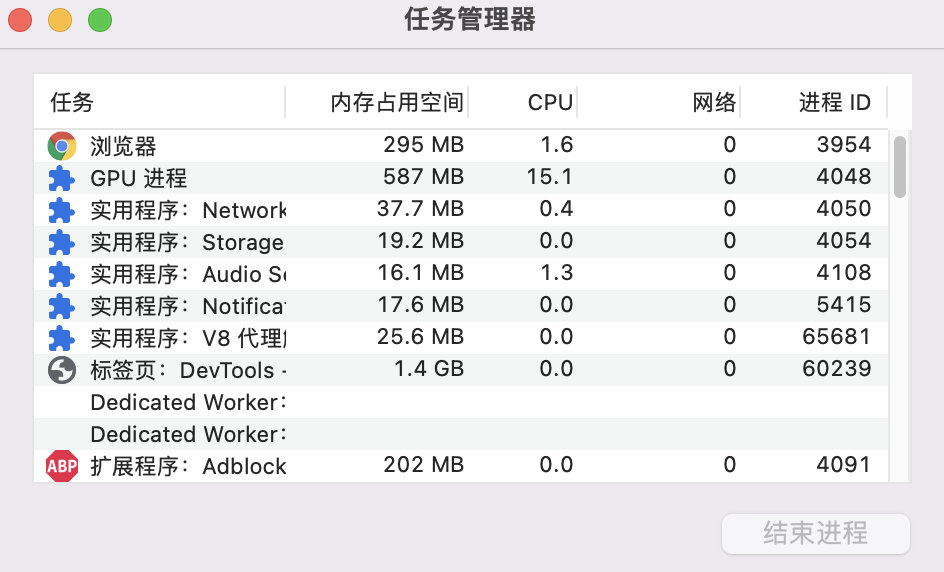 任务管理器
任务 内存占用空间 CPU 网络 进程 ID
浏览器 295 MB 1.6 0 3954
GPU 进程 587 MB 15.1 0 4048
实用程序：Network 37.7 MB 0.4 0 4050
实用程序：Storage 19.2 MB 0.0 0 4054
实用程序：Audio Se 16.1 MB 1.3 0 4108
实用程序：Notificat 17.6 MB 0.0 0 5415
实用程序：V8 代理 25.6 MB 0.0 0 65681
标签页：DevTools - 1.4 GB 0.0 0 60239
Dedicated Worker：
Dedicated Worker：
ABP 扩展程序：Adblock 202 MB 0.0 0 4091
结束进程